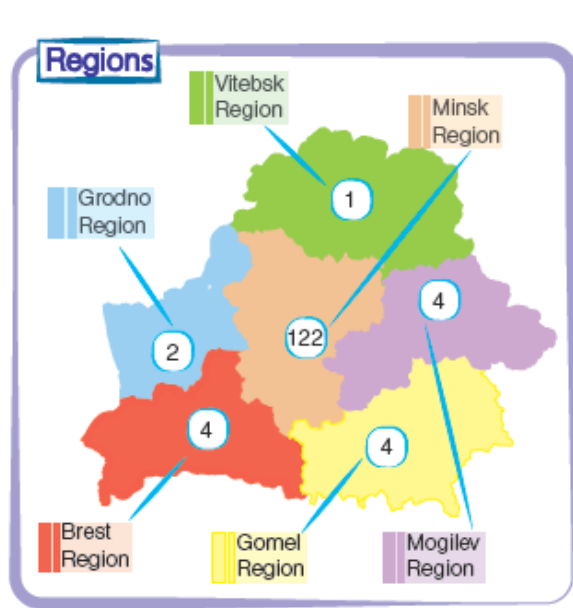 Regions
Vitebsk
Region
Minsk
Region
Grodno
Region
1
4
122
2
4
4
Brest
Region
Gomel
Region
Mogilev
Region